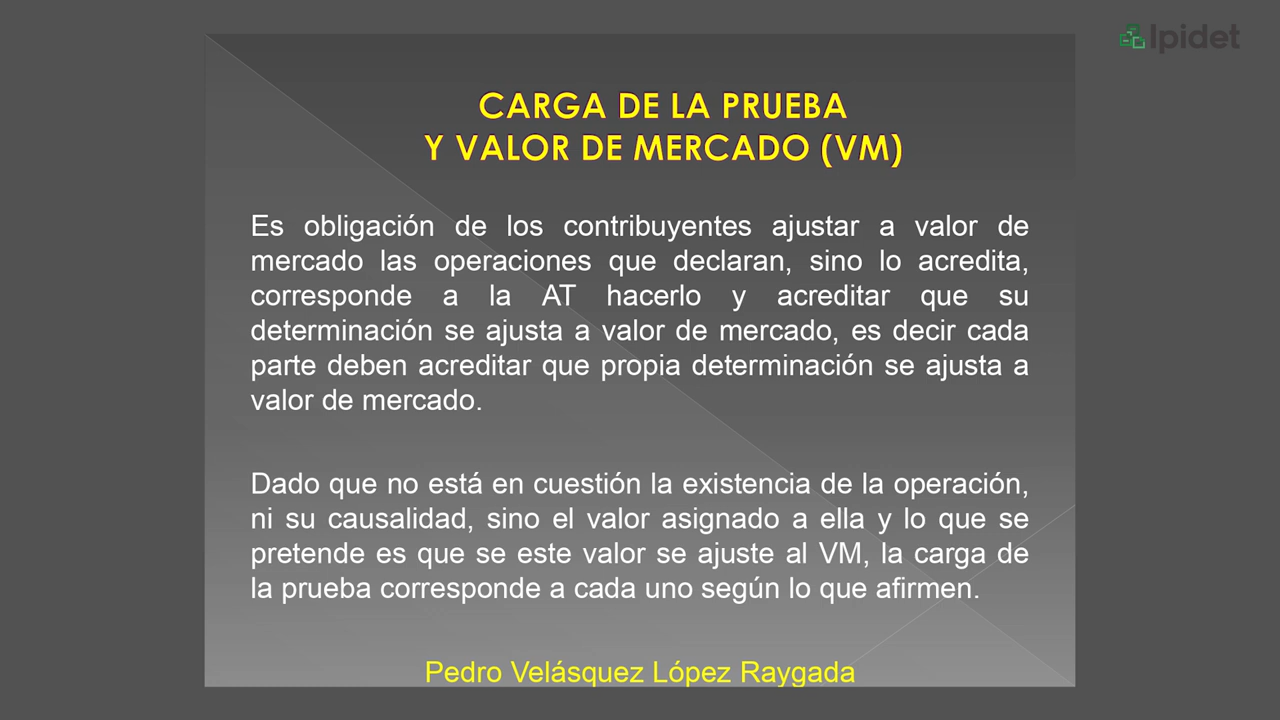 Ipidet
CARGA DE LA PRUEBA
Y VALOR DE MERCADO (VM)
Es obligación de los contribuyentes ajustar a valor de
mercado las operaciones que declaran, sino lo acredita,
corresponde a la AT hacerlo y acreditar que su
determinación se ajusta a valor de mercado, es decir cada
parte deben acreditar que propia determinación se ajusta a
valor de mercado.
Dado que no está en cuestión la existencia de la operación,
ni su causalidad, sino el valor asignado a ella y lo que se
pretende es que se este valor se ajuste al VM, la carga de
la prueba corresponde a cada uno según lo que afirmen.
Pedro Velásquez López Raygada